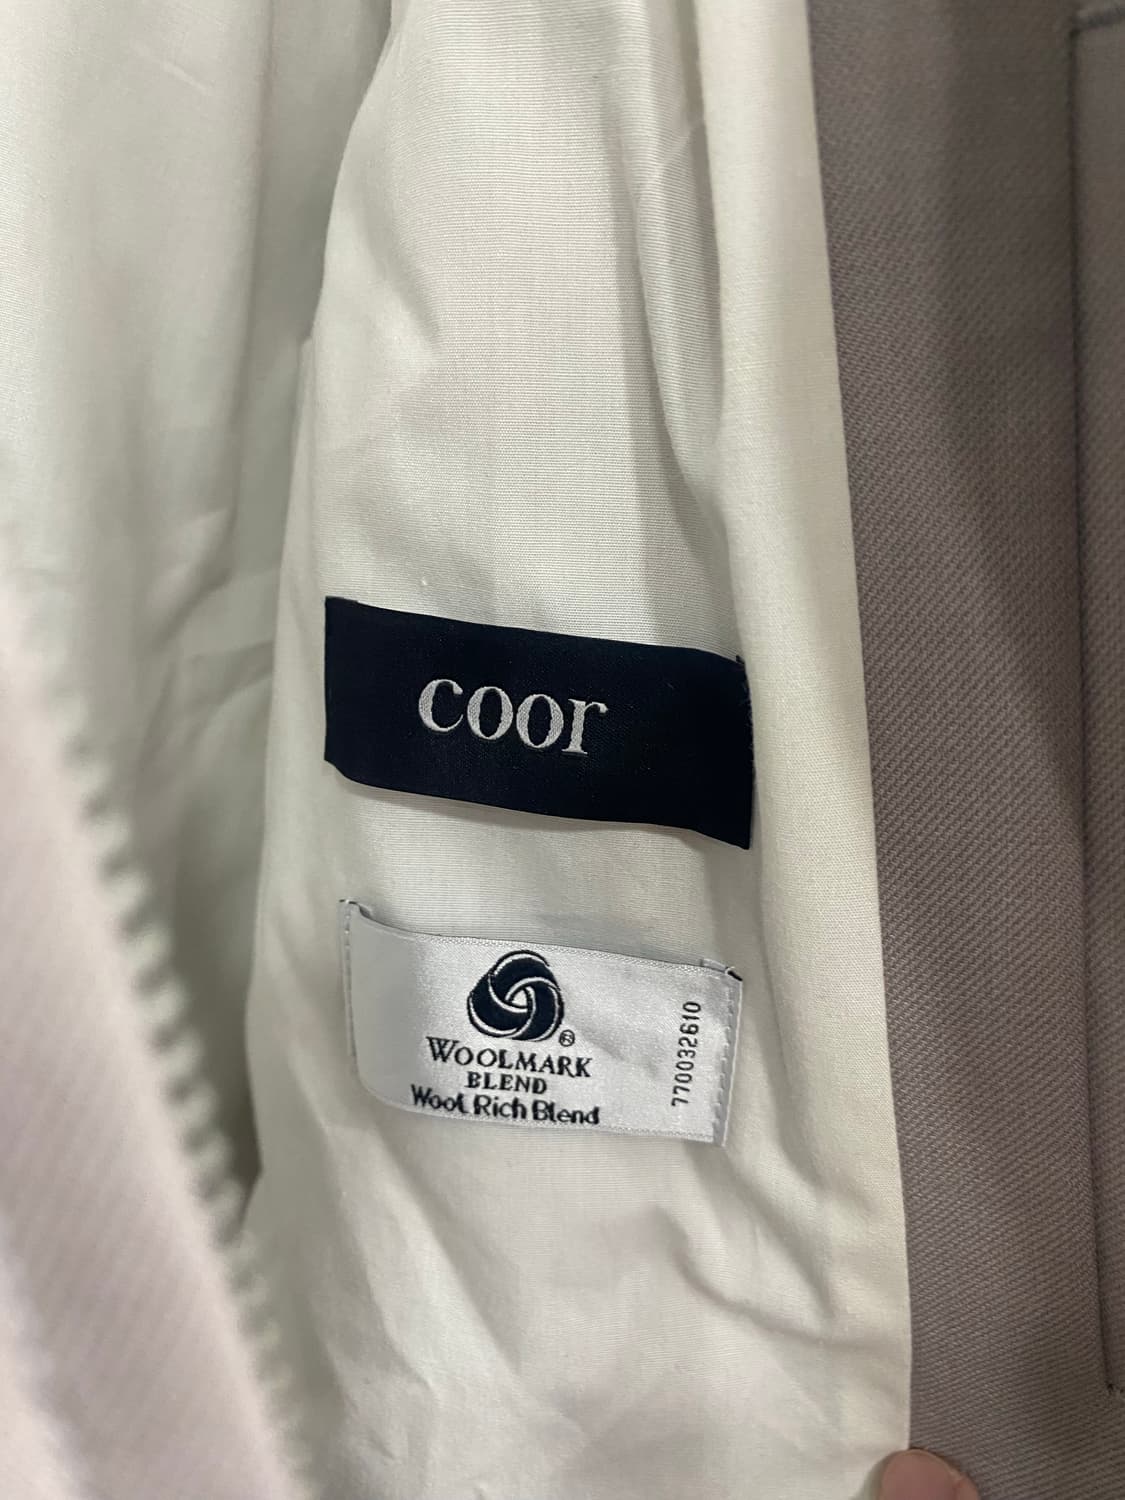 coor
WOOLMARK
BLEND
Wool Rich Blend
770032610